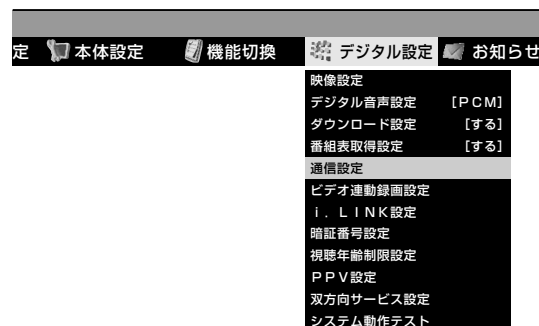 定 本体設定 機能切換 デジタル設定 お知らせ
映像設定
デジタル音声設定 [PCM]
ダウンロード設定 [する]
番組表取得設定 [する]
通信設定
ビデオ連動録画設定
i．LINK設定
暗証番号設定
視聴年齢制限設定
PPV設定
双方向サービス設定
システム動作テスト